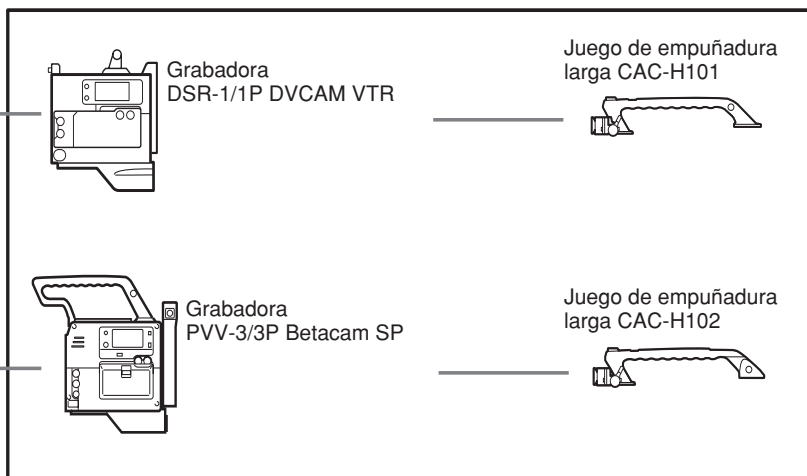 Grabadora
DSR-1/1P DVCAM VTR
Juego de empuñadura
larga CAC-H101
Grabadora
PVV-3/3P Betacam SP
Juego de empuñadura
larga CAC-H102